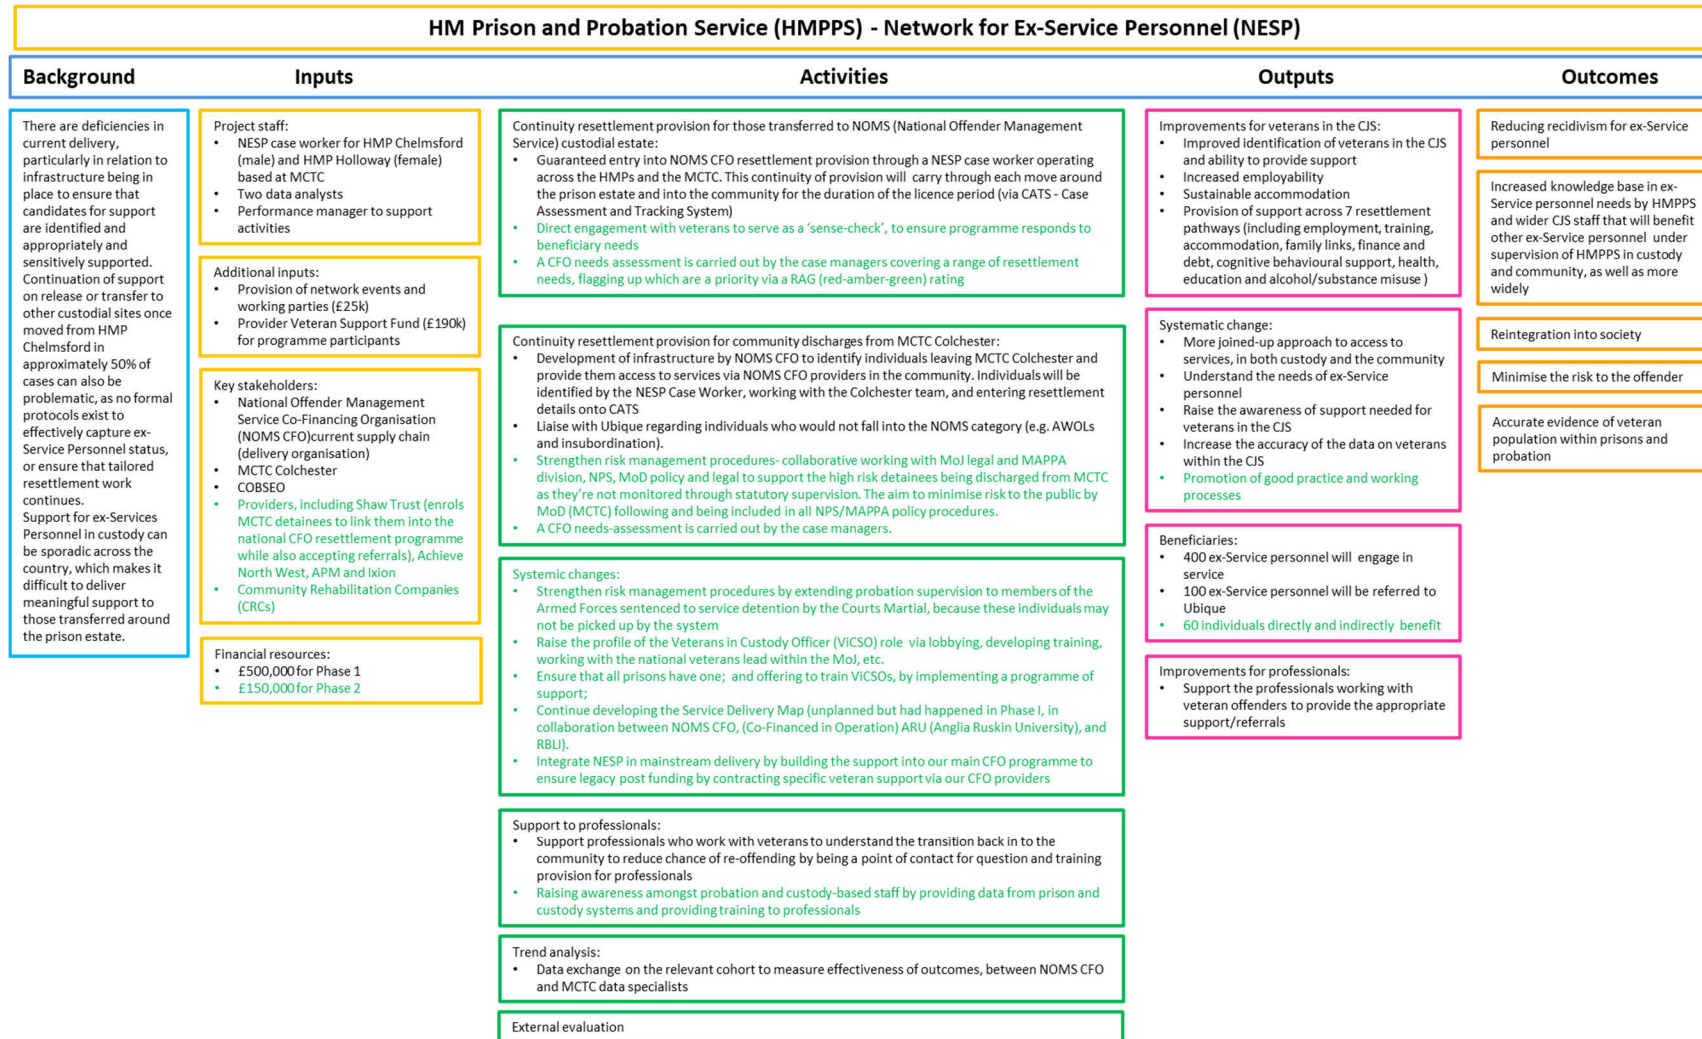 HM Prison and Probation Service (HMPPS) - Network for Ex-Service Personnel (NESP)
Background
Inputs
Activities
Outputs
Outcomes
There are deficiencies in
current delivery,
particularly in relation to
infrastructure being in
place to ensure that
candidates for support
are identified and
appropriately and
sensitively supported.
Continuation of support
on release or transfer to
other custodial sites once
moved from HMP
Chelmsford in
approximately 50% of
cases can also be
problematic, as no formal
protocols exist to
effectively capture ex-
Service Personnel status,
or ensure that tailored
resettlement work
continues.
Support for ex-Services
Personnel in custody can
be sporadic across the
country, which makes it
difficult to deliver
meaningful support to
those transferred around
the prison estate.
Project staff:
• NESP case worker for HMP Chelmsford
(male) and HMP Holloway (female)
based at MCTC
• Two data analysts
• Performance manager to support
activities
Additional inputs:
• Provision of network events and
working parties (£25k)
• Provider Veteran Support Fund (£190k)
for programme participants
Key stakeholders:
• National Offender Management
Service Co-Financing Organisation
(NOMS CFO)current supply chain
(delivery organisation)
• MCTC Colchester
• COBSEO
• Providers, including Shaw Trust (enrols
MCTC detainees to link them into the
national CFO resettlement programme
while also accepting referrals), Achieve
North West, APM and Ixion
• Community Rehabilitation Companies
(CRCs)
Financial resources:
• £500,000 for Phase 1
• £150,000 for Phase 2
Continuity resettlement provision for those transferred to NOMS (National Offender Management
Service) custodial estate:
• Guaranteed entry into NOMS CFO resettlement provision through a NESP case worker operating
across the HMPs and the MCTC. This continuity of provision will carry through each move around
the prison estate and into the community for the duration of the licence period (via CATS - Case
Assessment and Tracking System)
• Direct engagement with veterans to serve as a 'sense-check', to ensure programme responds to
beneficiary needs
• A CFO needs assessment is carried out by the case managers covering a range of resettlement
needs, flagging up which are a priority via a RAG (red-amber-green) rating
Continuity resettlement provision for community discharges from MCTC Colchester:
• Development of infrastructure by NOMS CFO to identify individuals leaving MCTC Colchester and
provide them access to services via NOMS CFO providers in the community. Individuals will be
identified by the NESP Case Worker, working with the Colchester team, and entering resettlement
details onto CATS
• Liaise with Ubique regarding individuals who would not fall into the NOMS category (e.g. AWOLs
and insubordination).
• Strengthen risk management procedures- collaborative working with MoJ legal and MAPPA
division, NPS, MoD policy and legal to support the high risk detainees being discharged from MCTC
as they're not monitored through statutory supervision. The aim to minimise risk to the public by
MoD (MCTC) following and being included in all NPS/MAPPA policy procedures.
• A CFO needs-assessment is carried out by the case managers.
Systemic changes:
• Strengthen risk management procedures by extending probation supervision to members of the
Armed Forces sentenced to service detention by the Courts Martial, because these individuals may
not be picked up by the system
• Raise the profile of the Veterans in Custody Officer (ViCSO) role via lobbying, developing training,
working with the national veterans lead within the MoJ, etc.
• Ensure that all prisons have one; and offering to train ViCSOs, by implementing a programme of
support;
• Continue developing the Service Delivery Map (unplanned but had happened in Phase I, in
collaboration between NOMS CFO, (Co-Financed in Operation) ARU (Anglia Ruskin University), and
RBLI).
• Integrate NESP in mainstream delivery by building the support into our main CFO programme to
ensure legacy post funding by contracting specific veteran support via our CFO providers
Support to professionals:
• Support professionals who work with veterans to understand the transition back in to the
community to reduce chance of re-offending by being a point of contact for question and training
provision for professionals
• Raising awareness amongst probation and custody-based staff by providing data from prison and
custody systems and providing training to professionals
Trend analysis:
• Data exchange on the relevant cohort to measure effectiveness of outcomes, between NOMS CFO
and MCTC data specialists
External evaluation
Improvements for veterans in the CJS:
• Improved identification of veterans in the CJS
and ability to provide support
• Increased employability
• Sustainable accommodation
• Provision of support across 7 resettlement
pathways (including employment, training,
accommodation, family links, finance and
debt, cognitive behavioural support, health,
education and alcohol/substance misuse )
Systematic change:
• More joined-up approach to access to
services, in both custody and the community
• Understand the needs of ex-Service
personnel
• Raise the awareness of support needed for
veterans in the CJS
• Increase the accuracy of the data on veterans
within the CJS
• Promotion of good practice and working
processes
Beneficiaries:
• 400 ex-Service personnel will engage in
service
• 100 ex-Service personnel will be referred to
Ubique
• 60 individuals directly and indirectly benefit
Improvements for professionals:
• Support the professionals working with
veteran offenders to provide the appropriate
support/referrals
Reducing recidivism for ex-Service
personnel
Increased knowledge base in ex-
Service personnel needs by HMPPS
and wider CJS staff that will benefit
other ex-Service personnel under
supervision of HMPPS in custody
and community, as well as more
widely
Reintegration into society
Minimise the risk to the offender
Accurate evidence of veteran
population within prisons and
probation